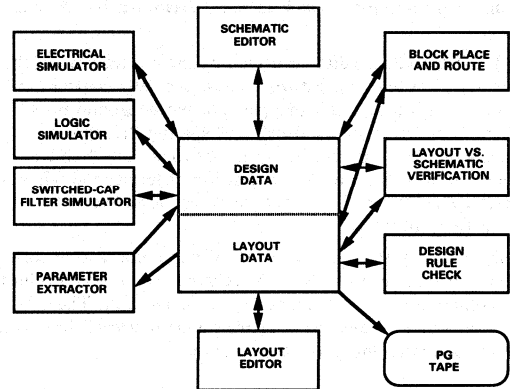 SCHEMATIC
EDITOR
ELECTRICAL
SIMULATOR
BLOCK PLACE
AND ROUTE
LOGIC
SIMULATOR
DESIGN
DATA
LAYOUT VS.
SCHEMATIC
VERIFICATION
SWITCHED-CAP
FILTER SIMULATOR
LAYOUT
DATA
PARAMETER
EXTRACTOR
DESIGN
RULE
CHECK
LAYOUT
EDITOR
PG
TAPE